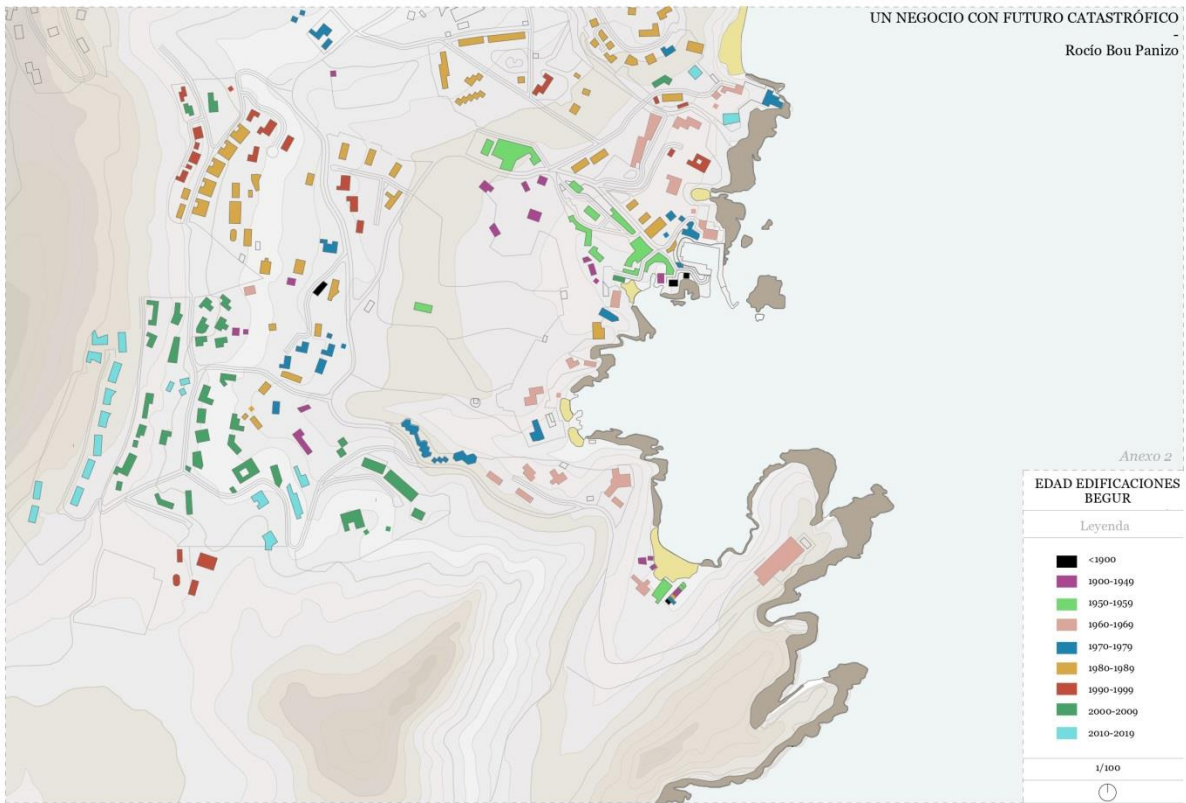 UN NEGOCIO CON FUTURO CATASTRÓFICO
-
Rocío Bou Panizo
Anexo 2
EDAD EDIFICACIONES
BEGUR
Leyenda
<1900
1900-1949
1950-1959
1960-1969
1970-1979
1980-1989
1990-1999
2000-2009
2010-2019
1/100